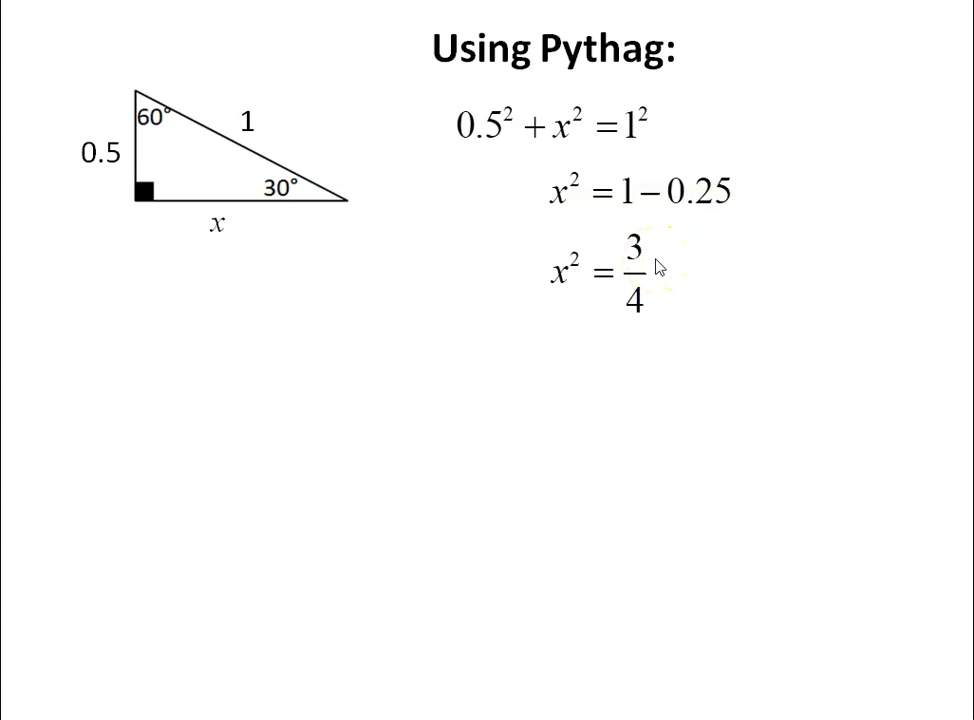 Using Pythag:
60°
1
0.5
30°
x
0.5² + x² = 1²
x² = 1 – 0.25
x² = 3/4